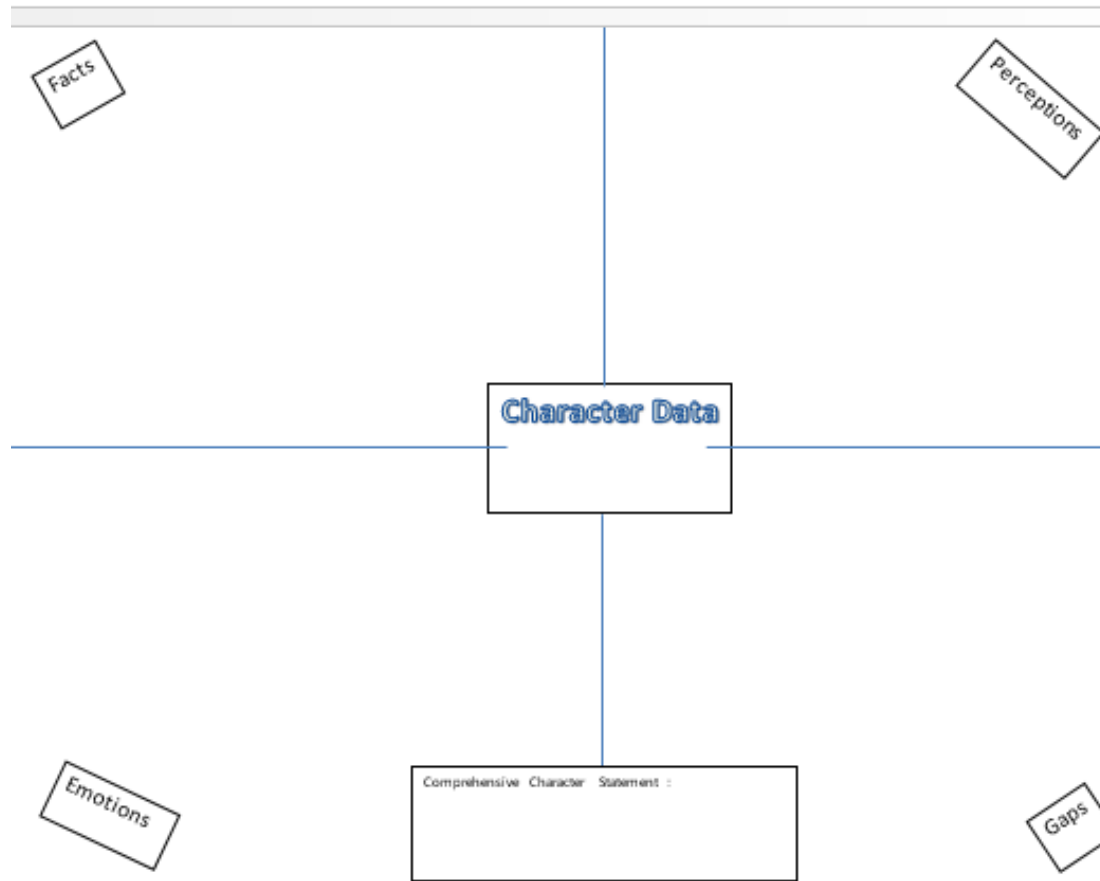 Facts
Perceptions
Character Data
Emotions
Comprehensive Character Statement :
Gaps